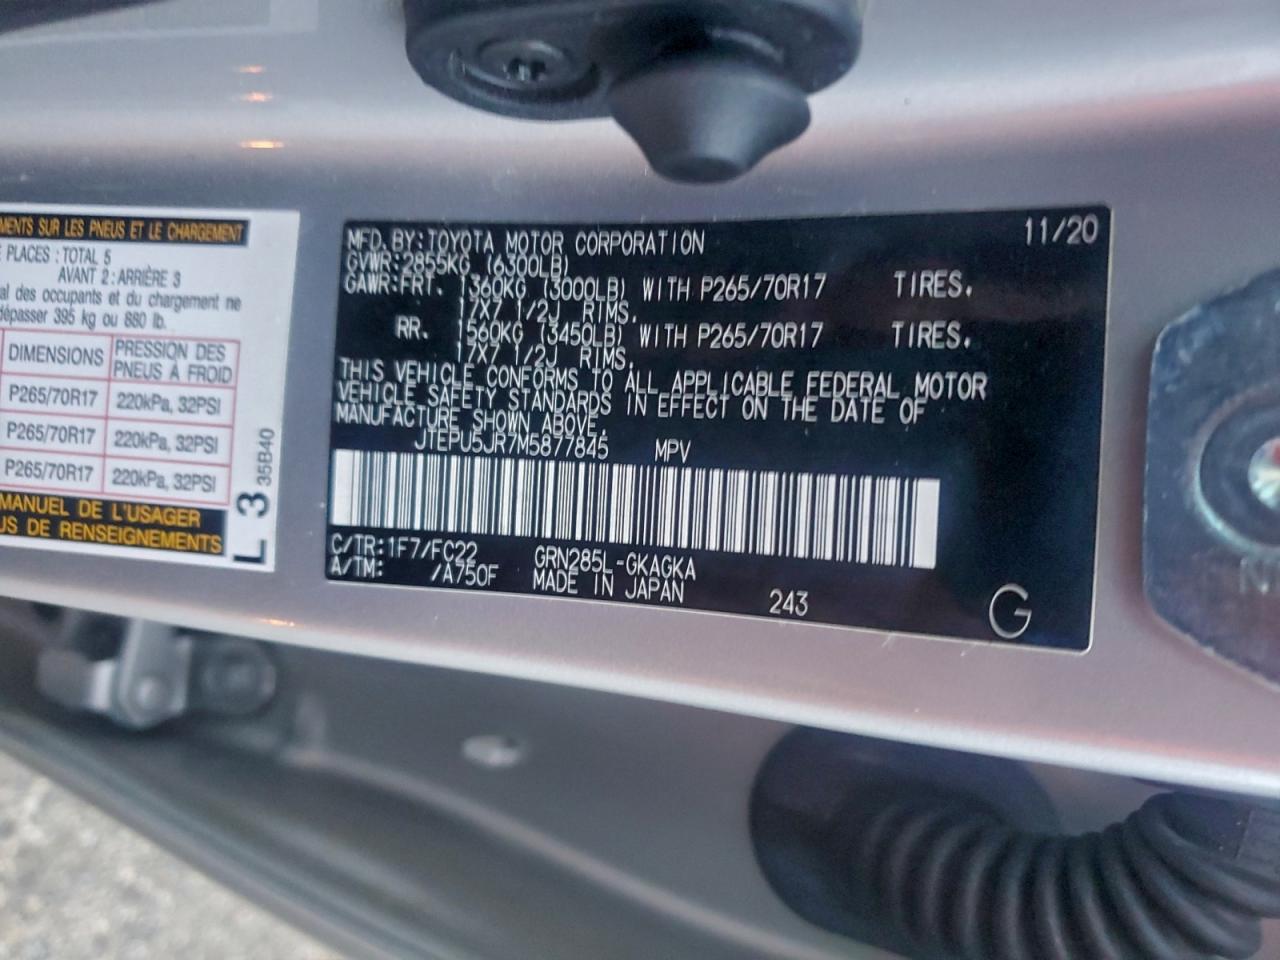 MENTS SUR LES PNEUS ET LE CHARGEMENT
PLACES : TOTAL 5
AVANT 2 : ARRIÈRE 3
al des occupants et du chargement ne
dépasser 395 kg ou 880 lb.
DIMENSIONS PRESSION DES PNEUS À FROID
P265/70R17 220kPa, 32PSI
P265/70R17 220kPa, 32PSI
P265/70R17 220kPa, 32PSI
MANUEL DE L'USAGER
US DE RENSEIGNEMENTS
L 3 35B40
11/20
MFD. BY: TOYOTA MOTOR CORPORATION
GVWR: 2855KG (6300LB)
GAWR: FRT. 1360KG (3000LB) WITH P265/70R17 TIRES.
17X7 1/2J RIMS.
RR. 1560KG (3450LB) WITH P265/70R17 TIRES.
17X7 1/2J RIMS.
THIS VEHICLE CONFORMS TO ALL APPLICABLE FEDERAL MOTOR
VEHICLE SAFETY STANDARDS IN EFFECT ON THE DATE OF
MANUFACTURE SHOWN ABOVE.
JTEPU5JR7M5877845 MPV
C/TR: 1F7/FC22 GRN285L-GKAGKA
A/TM: /A750F MADE IN JAPAN
243
G